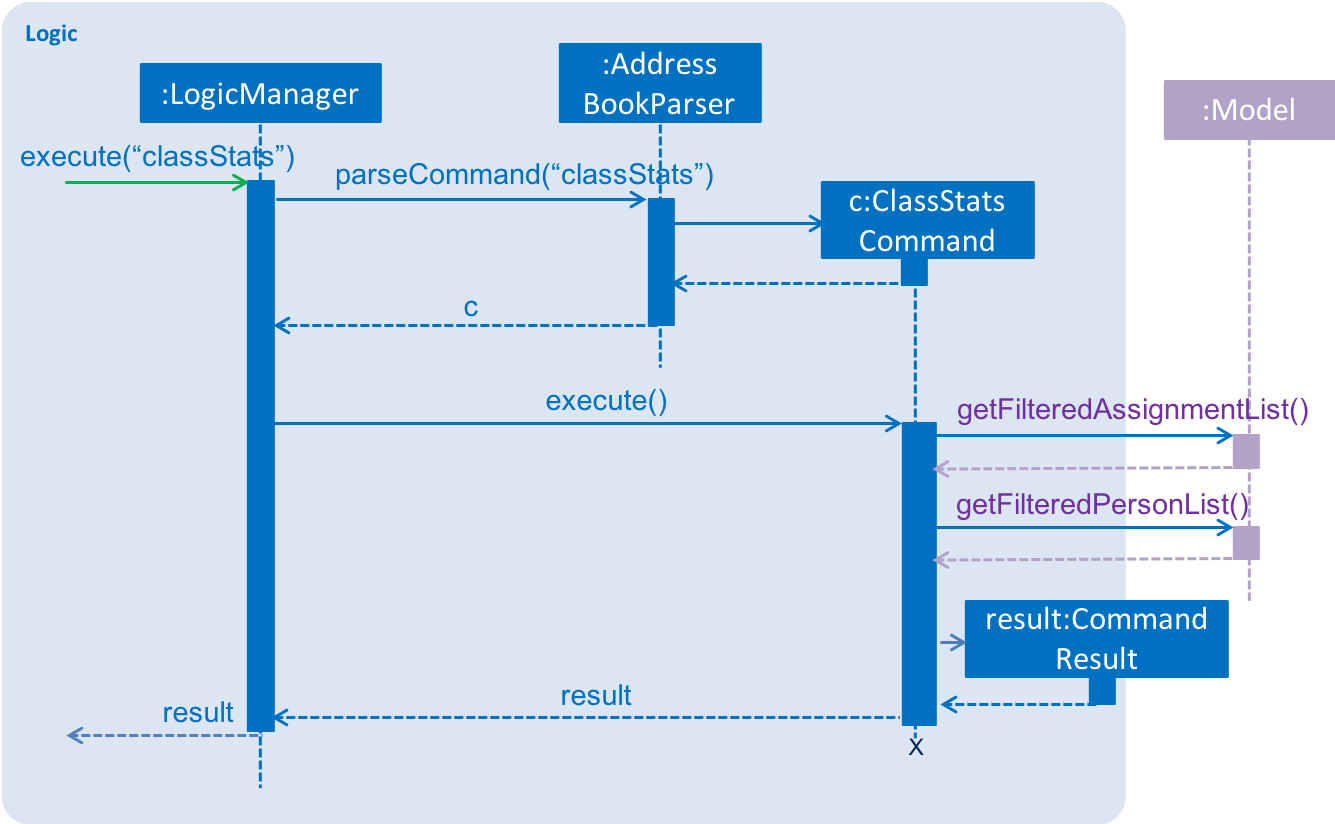 Logic
:LogicManager
:Address
BookParser
:Model
execute(“classStats”)
parseCommand(“classStats”)
c:ClassStats
Command
c
execute()
getFilteredAssignmentList()
getFilteredPersonList()
result:Command
Result
result
result
X